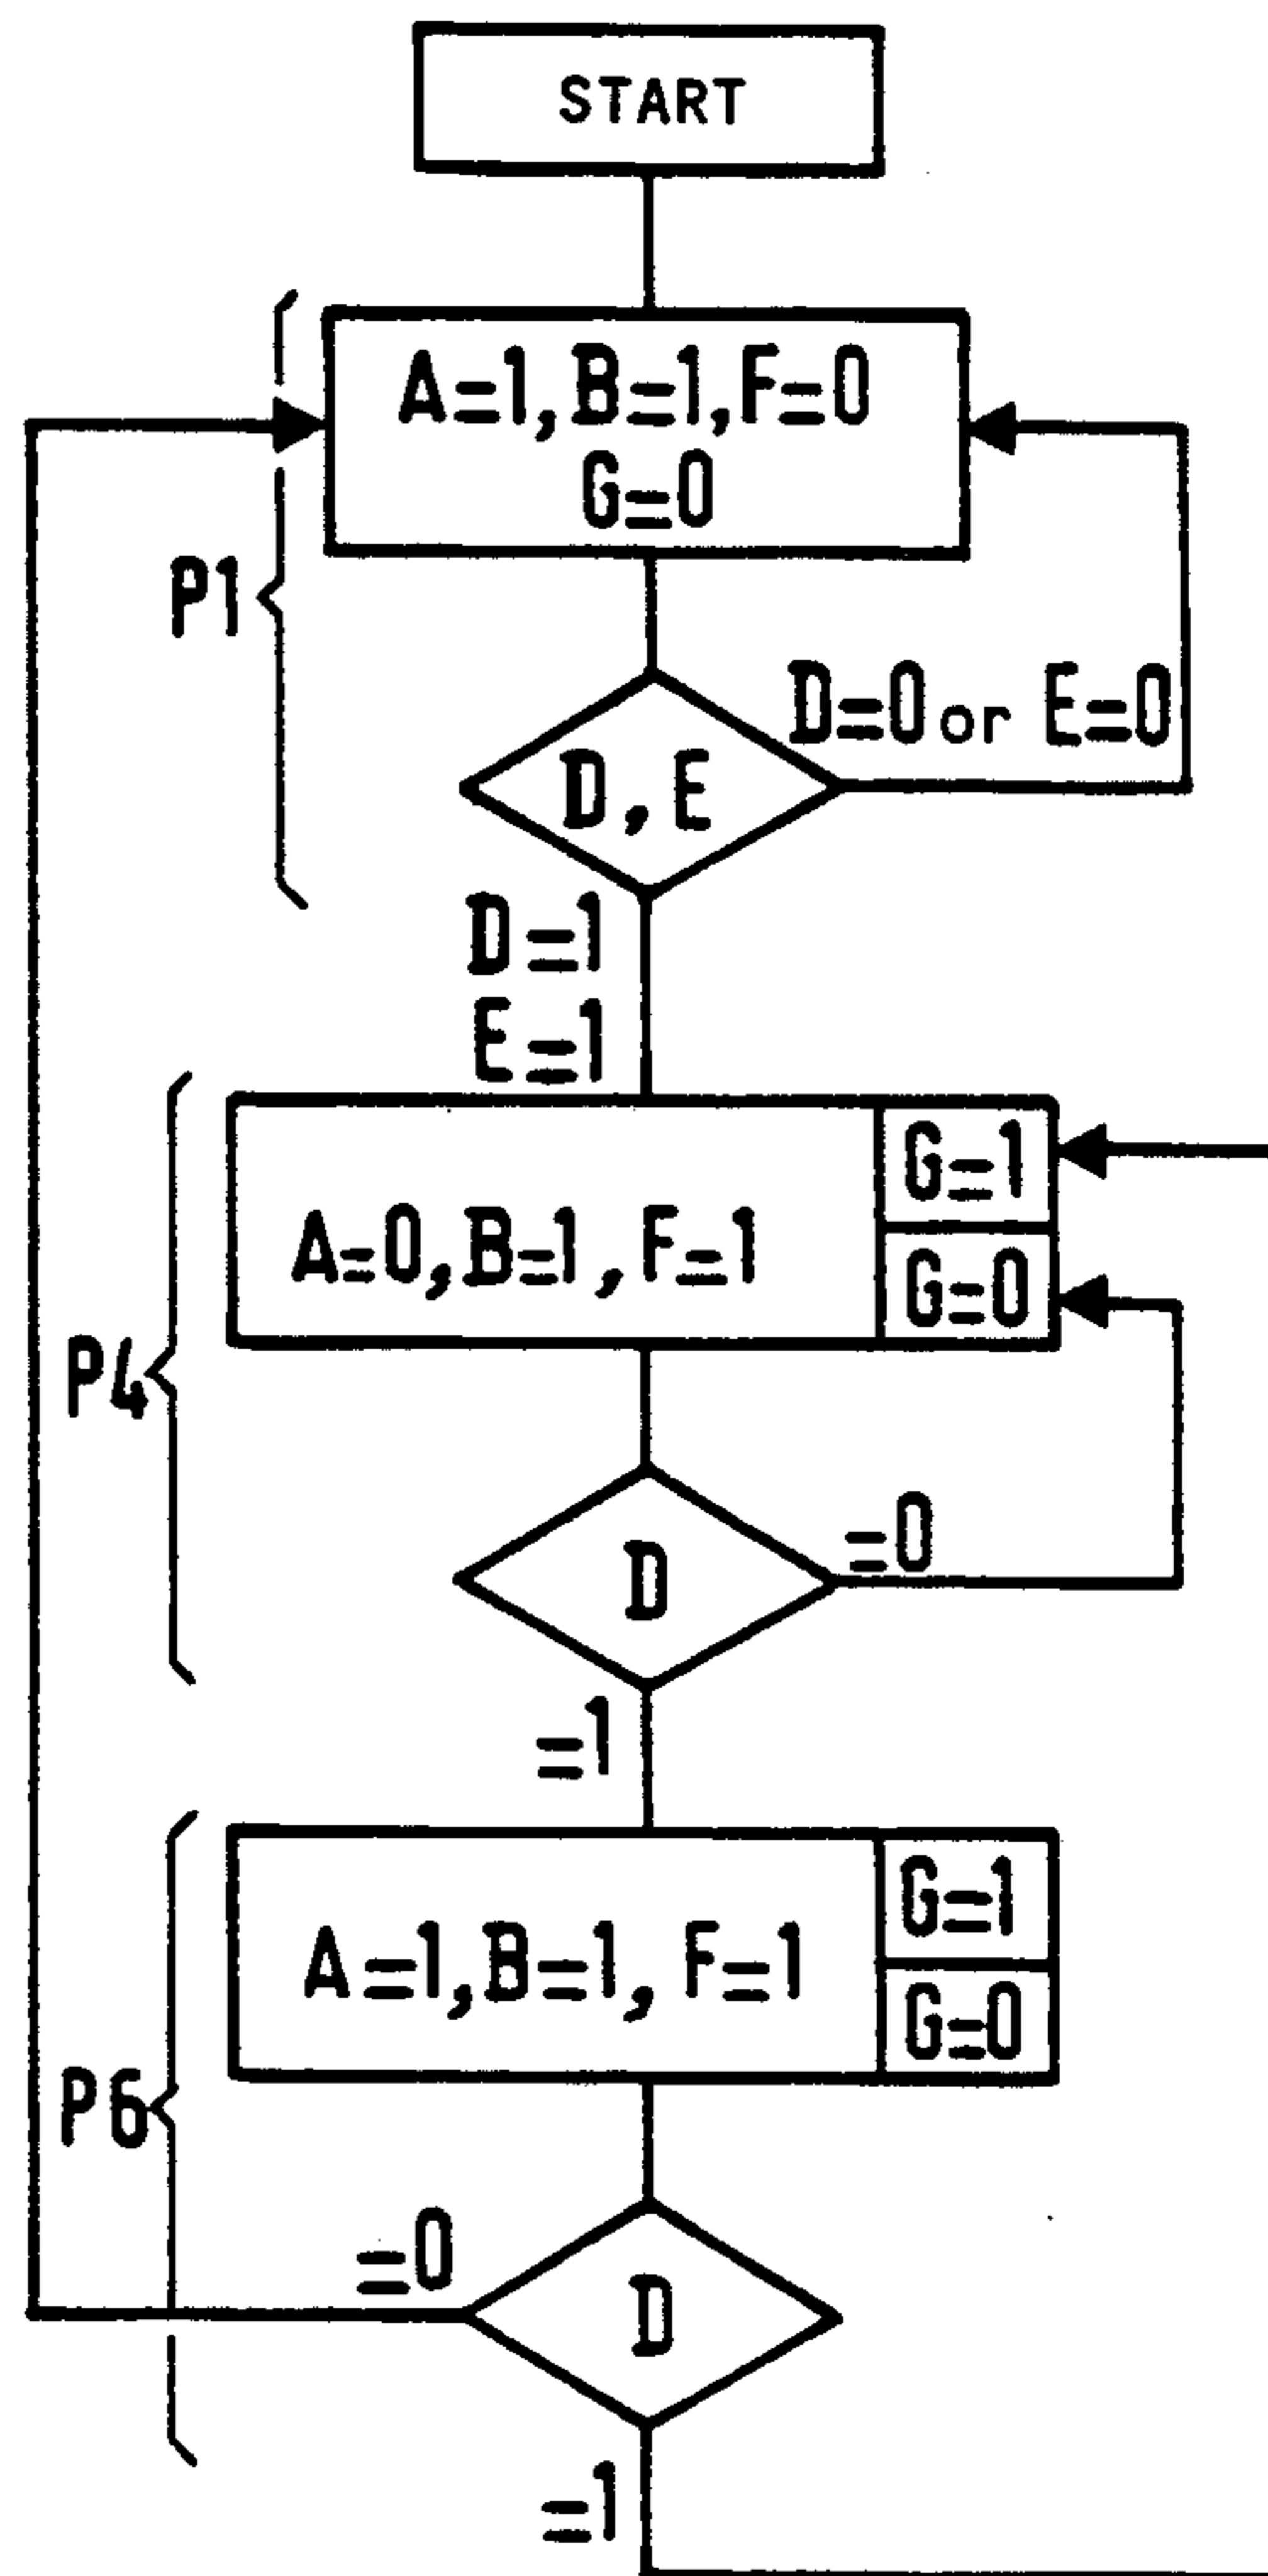 START
A=1, B=1, F=0
G=0
P1
D=0 or E=0
D, E
D=1
E=1
G=1
A=0, B=1, F=1
G=0
P4
=0
D
=1
G=1
A=1, B=1, F=1
G=0
P6
=0
D
=1